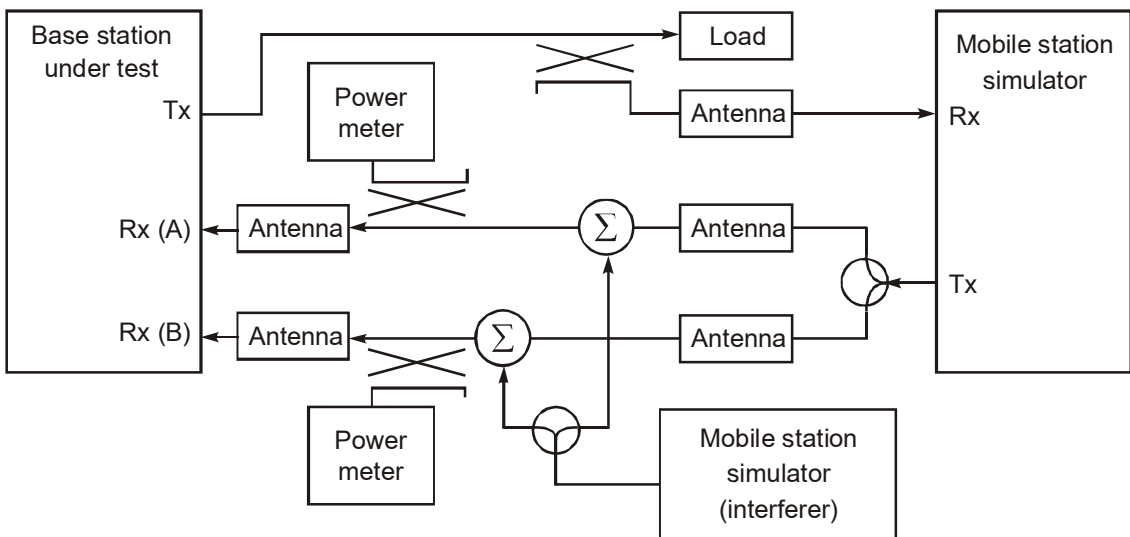 Base station
under test
Tx
Rx (A)
Rx (B)
Power
meter
Load
Antenna
Mobile station
simulator
Rx
Tx
Antenna
Σ
Antenna
Antenna
Σ
Antenna
Power
meter
Mobile station
simulator
(interferer)